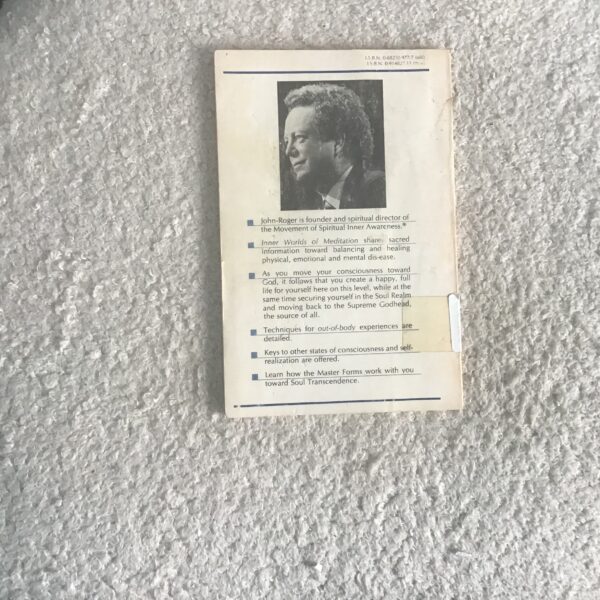 John-Roger is founder and spiritual director of
the Movement of Spiritual Inner Awareness.*
Inner Worlds of Meditation share sacred
information toward balancing and healing
physical, emotional and mental dis-ease.
As you move your consciousness toward
God, it follows that you create a happy, full
life for yourself here on this level, while at the
same time securing yourself in the Soul Realm
and moving back to the Supreme Godhead,
the source of all.
Techniques for out-of-body experiences are
detailed.
Keys to other states of consciousness and self-
realization are offered.
Learn how the Master Forms work with you
toward Soul Transcendence.